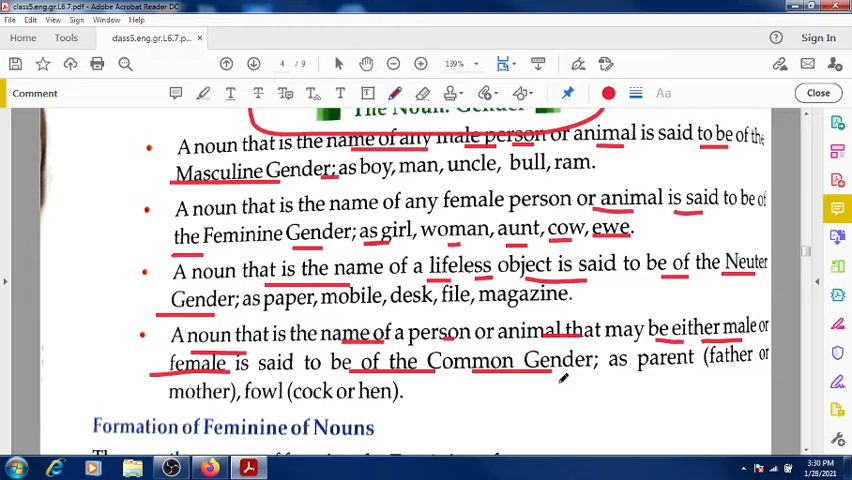 class5.eng.gr.L6.7.pdf - Adobe Acrobat Reader DC
File Edit View Sign Window Help
Home Tools class5.eng.gr.L6.7.p... × Sign In
4 / 9 139%
Comment Aa Close
The Noun: Gender
• A noun that is the name of any male person or animal is said to be of the
Masculine Gender; as boy, man, uncle, bull, ram.
• A noun that is the name of any female person or animal is said to be of
the Feminine Gender; as girl, woman, aunt, cow, ewe.
• A noun that is the name of a lifeless object is said to be of the Neuter
Gender; as paper, mobile, desk, file, magazine.
• A noun that is the name of a person or animal that may be either male or
female is said to be of the Common Gender; as parent (father or
mother), fowl (cock or hen).
Formation of Feminine of Nouns
3:30 PM
1/28/2021